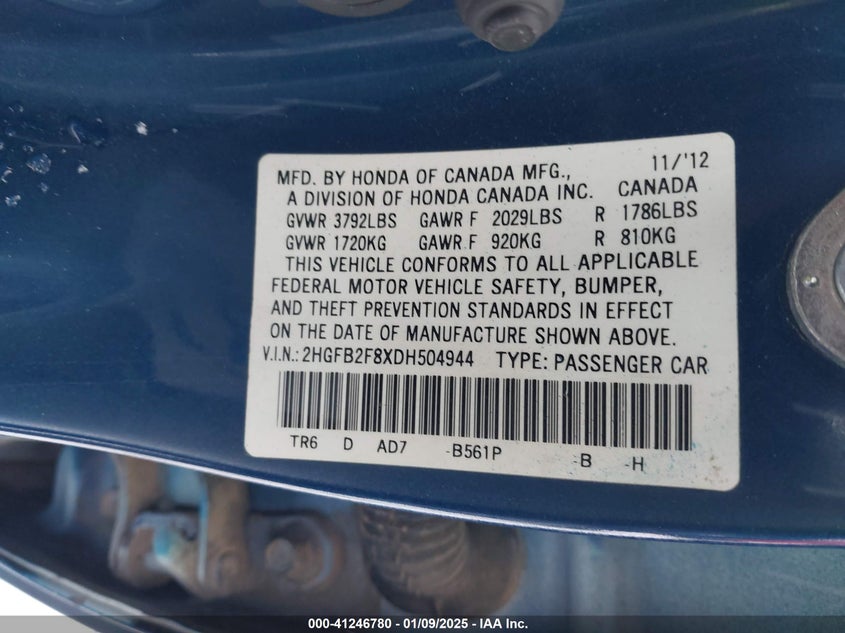 MFD. BY HONDA OF CANADA MFG., 11/'12
A DIVISION OF HONDA CANADA INC. CANADA
GVWR 3792LBS GAWR F 2029LBS R 1786LBS
GVWR 1720KG GAWR F 920KG R 810KG
THIS VEHICLE CONFORMS TO ALL APPLICABLE
FEDERAL MOTOR VEHICLE SAFETY, BUMPER,
AND THEFT PREVENTION STANDARDS IN EFFECT
ON THE DATE OF MANUFACTURE SHOWN ABOVE.
V.I.N.: 2HGFB2F8XDH504944 TYPE: PASSENGER CAR
TR6 D AD7 -B561P -B -H
000-41246780 - 01/09/2025 - IAA Inc.